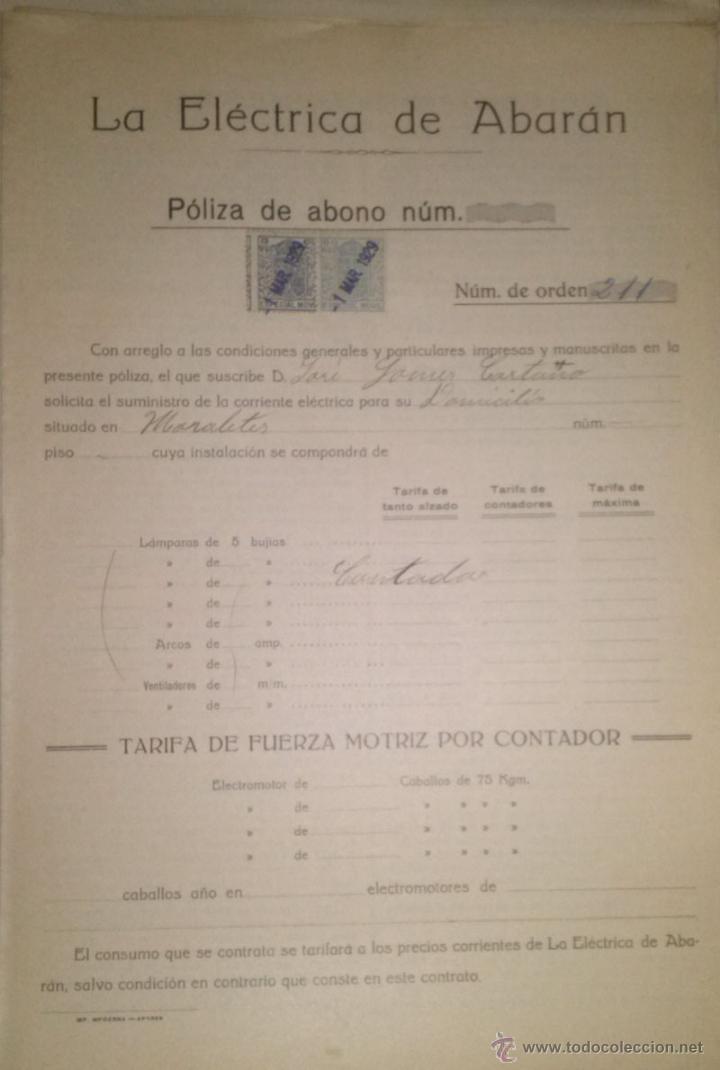 La Eléctrica de Abarán
Póliza de abono núm.
-1 MAR. 1929 -1 MAR. 1929
Núm. de orden 211
Con arreglo a las condiciones generales y particulares impresas y manuscritas en la
presente póliza, el que suscribe D. José Gomez Castaño
solicita el suministro de la corriente eléctrica para su Domicilio
situado en Moraletes núm.
piso cuya instalación se compondrá de
Tarifa de tanto alzado Tarifa de contadores Tarifa de máxima
Lámparas de 5 bujías
» de »
» de » Contador
» de »
» de »
Arcos de amp.
» de »
Ventiladores de m/m.
» de »
TARIFA DE FUERZA MOTRIZ POR CONTADOR
Electromotor de Caballos de 75 Kgm.
» de » » » »
» de » » » »
» de » » » »
caballos año en electromotores de
El consumo que se contrata se tarifará a los precios corrientes de La Eléctrica de Aba-
rán, salvo condición en contrario que conste en este contrato.
© www.todocoleccion.net